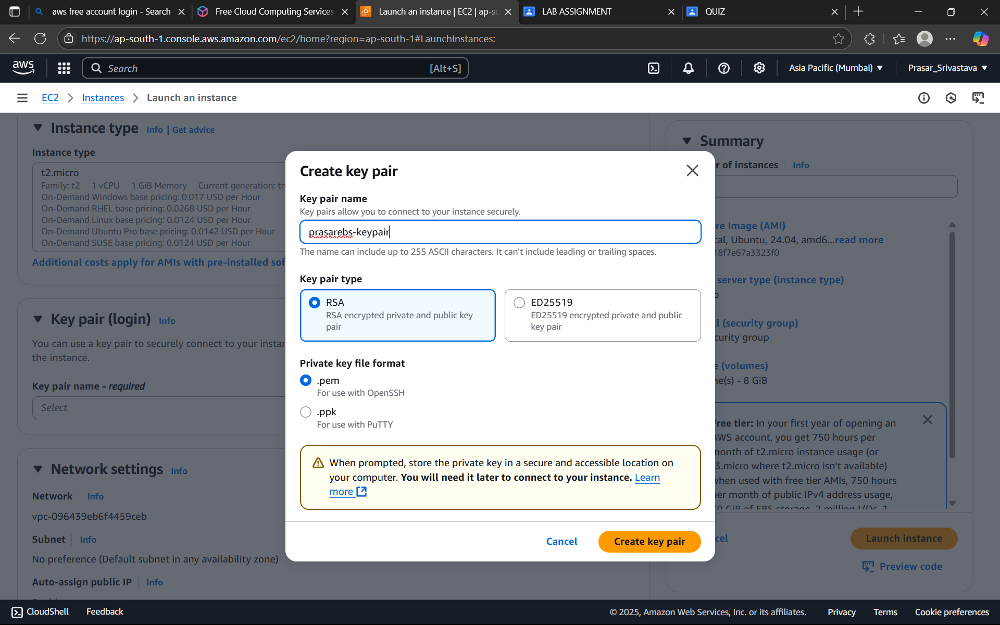 aws free account login - Search
Free Cloud Computing Services
Launch an instance | EC2 | ap-so
LAB ASSIGNMENT
QUIZ
https://ap-south-1.console.aws.amazon.com/ec2/home?region=ap-south-1#LaunchInstances:
aws
Search
[Alt+S]
Asia Pacific (Mumbai)
Prasar_Srivastava
EC2
Instances
Launch an instance
Instance type
Info | Get advice
Instance type
t2.micro
Family: t2 1 vCPU 1 GiB Memory Current generation:
On-Demand Windows base pricing: 0.017 USD per Hour
On-Demand RHEL base pricing: 0.0268 USD per Hour
On-Demand Linux base pricing: 0.0124 USD per Hour
On-Demand Ubuntu Pro base pricing: 0.0142 USD per Hour
On-Demand SUSE base pricing: 0.0124 USD per Hour
Additional costs apply for AMIs with pre-installed
Key pair (login) Info
You can use a key pair to securely connect to your
the instance.
Key pair name - required
Select
Network settings Info
Network Info
vpc-096439eb6f4459ceb
Subnet Info
No preference (Default subnet in any availability zone)
Auto-assign public IP Info
Create key pair
Key pair name
Key pairs allow you to connect to your instance securely.
prasarebs-keypair
The name can include up to 255 ASCII characters. It can't include leading or trailing spaces.
Key pair type
RSA
RSA encrypted private and public key
pair
ED25519
ED25519 encrypted private and public
key pair
Private key file format
.pem
For use with OpenSSH
.ppk
For use with PuTTY
When prompted, store the private key in a secure and accessible location on
your computer. You will need it later to connect to your instance. Learn
more
Cancel
Create key pair
Summary
of instances Info
Image (AMI)
Ubuntu, 24.04, amd6...read more
18f7e67a3323f0
server type (instance type)
(security group)
group
(volumes)
- 8 GiB
tier: In your first year of opening an
AWS account, you get 750 hours per
month of t2.micro instance usage (or
t3.micro where t2.micro isn't available)
when used with free tier AMIs, 750 hours
per month of public IPv4 address usage,
GiB of EBS storage, 2 million I/Os, 1
Launch instance
Preview code
CloudShell
Feedback
© 2025, Amazon Web Services, Inc. or its affiliates.
Privacy
Terms
Cookie preferences